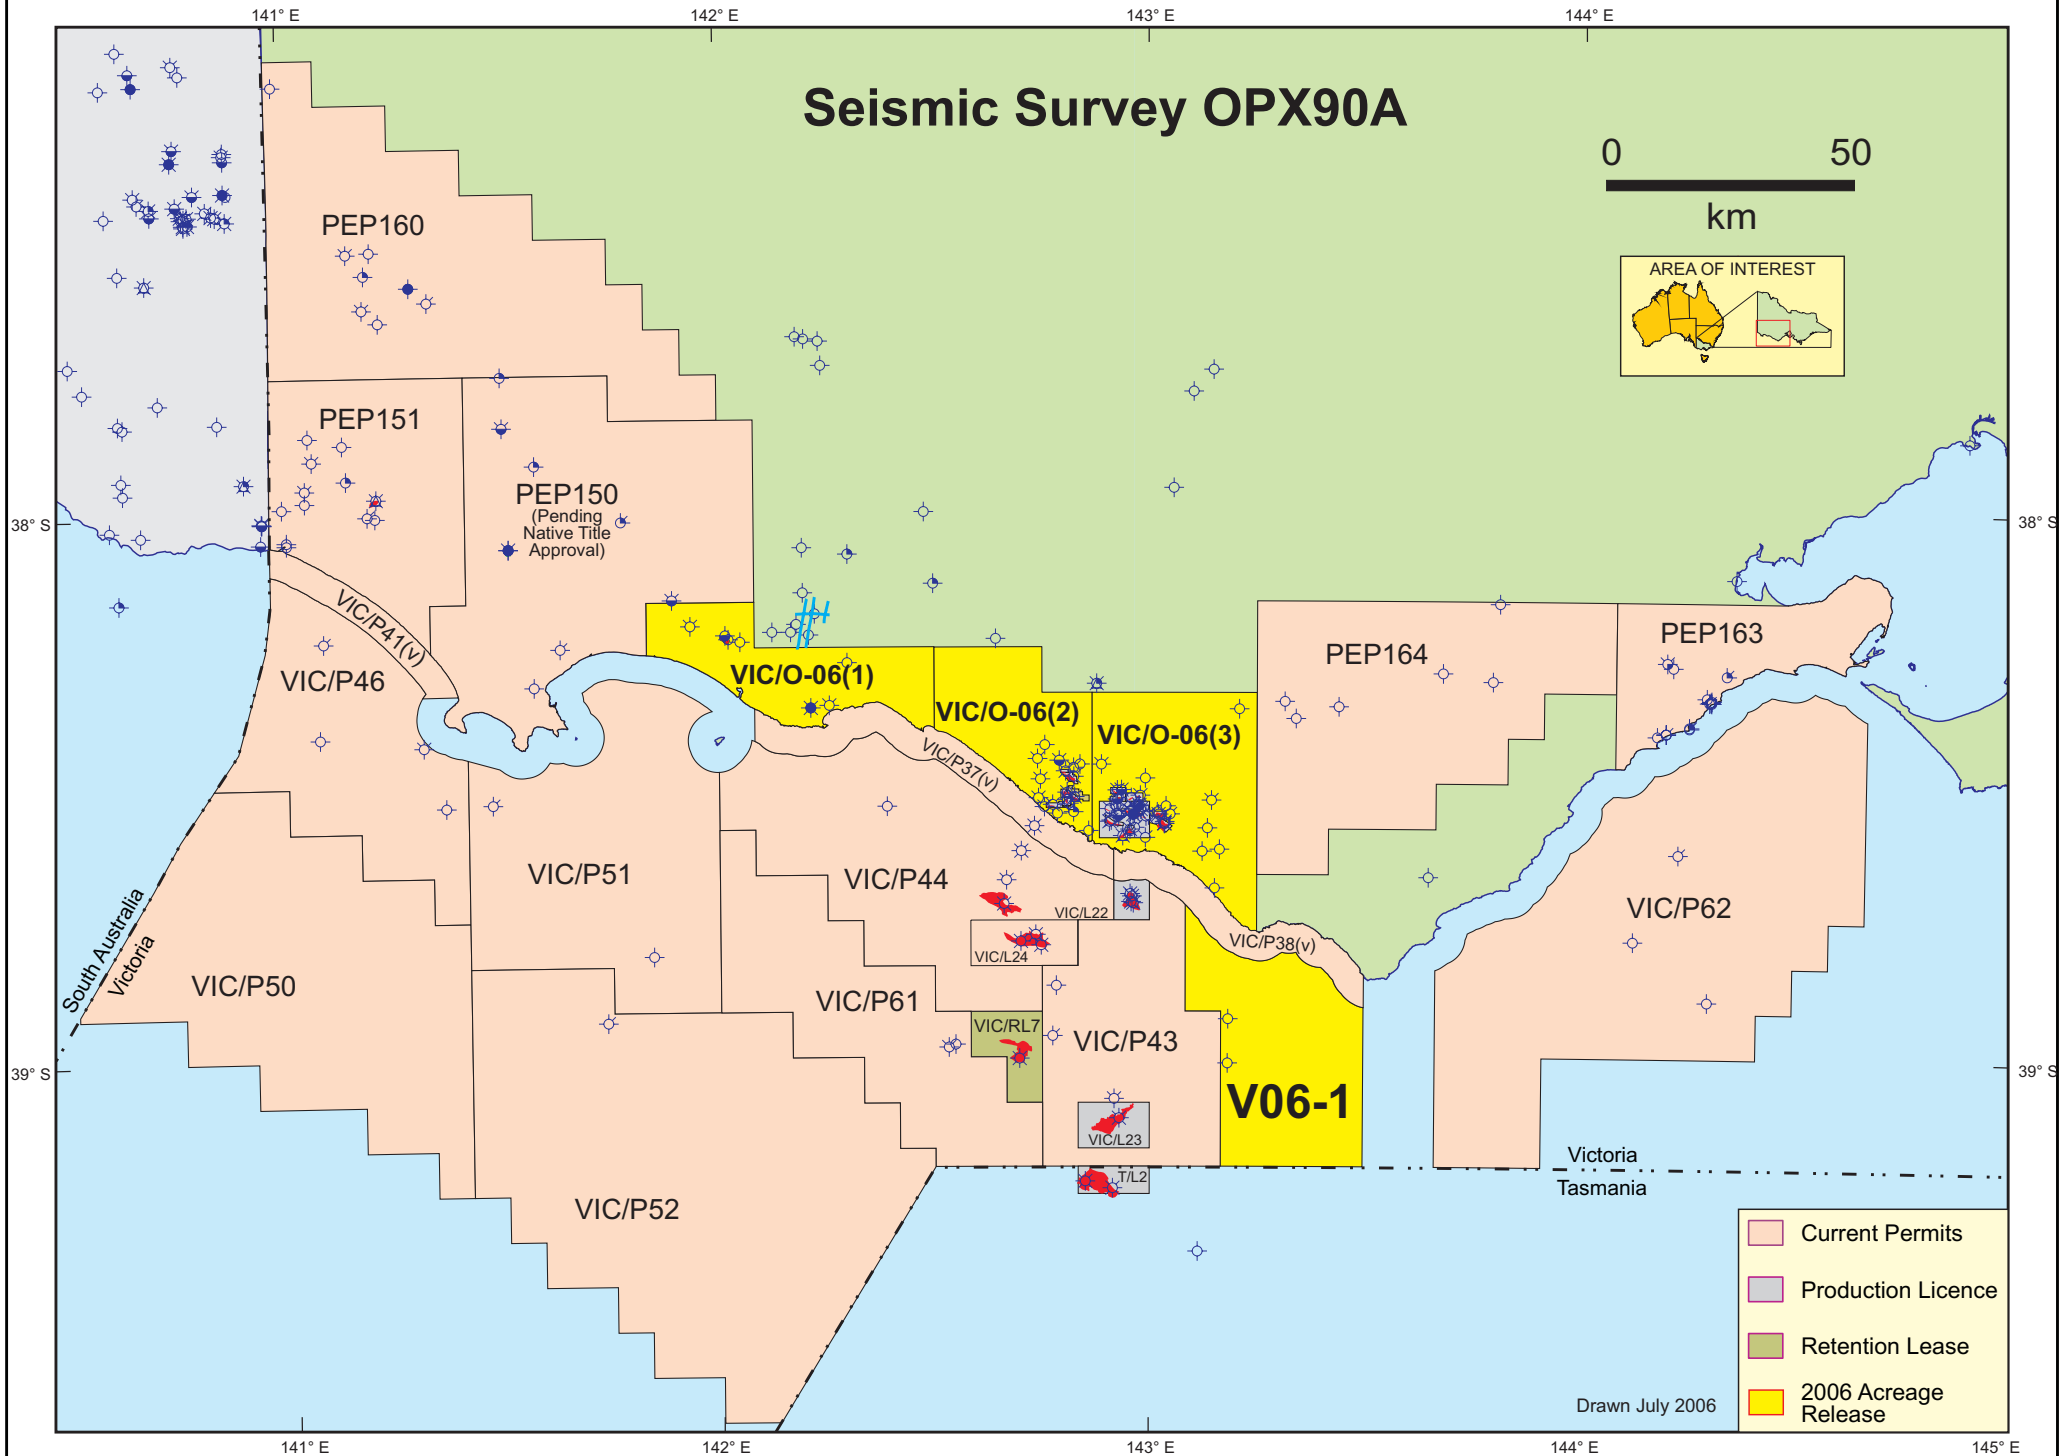 141° E
142° E
143° E
144° E
Seismic Survey OPX90A
0
50
km
AREA OF INTEREST
PEP160
PEP151
PEP150
(Pending
Native Title
Approval)
38° S
38° S
VIC/P41(v)
VIC/P46
VIC/O-06(1)
VIC/O-06(2)
VIC/O-06(3)
PEP164
PEP163
VIC/P37(v)
VIC/P51
VIC/P44
VIC/L22
VIC/P38(v)
VIC/P62
VIC/L24
South Australia
Victoria
VIC/P50
VIC/P61
VIC/RL7
VIC/P43
39° S
39° S
V06-1
VIC/L23
T/L2
Victoria
Tasmania
VIC/P52
Current Permits
Production Licence
Retention Lease
2006 Acreage
Release
Drawn July 2006
141° E
142° E
143° E
144° E
145° E